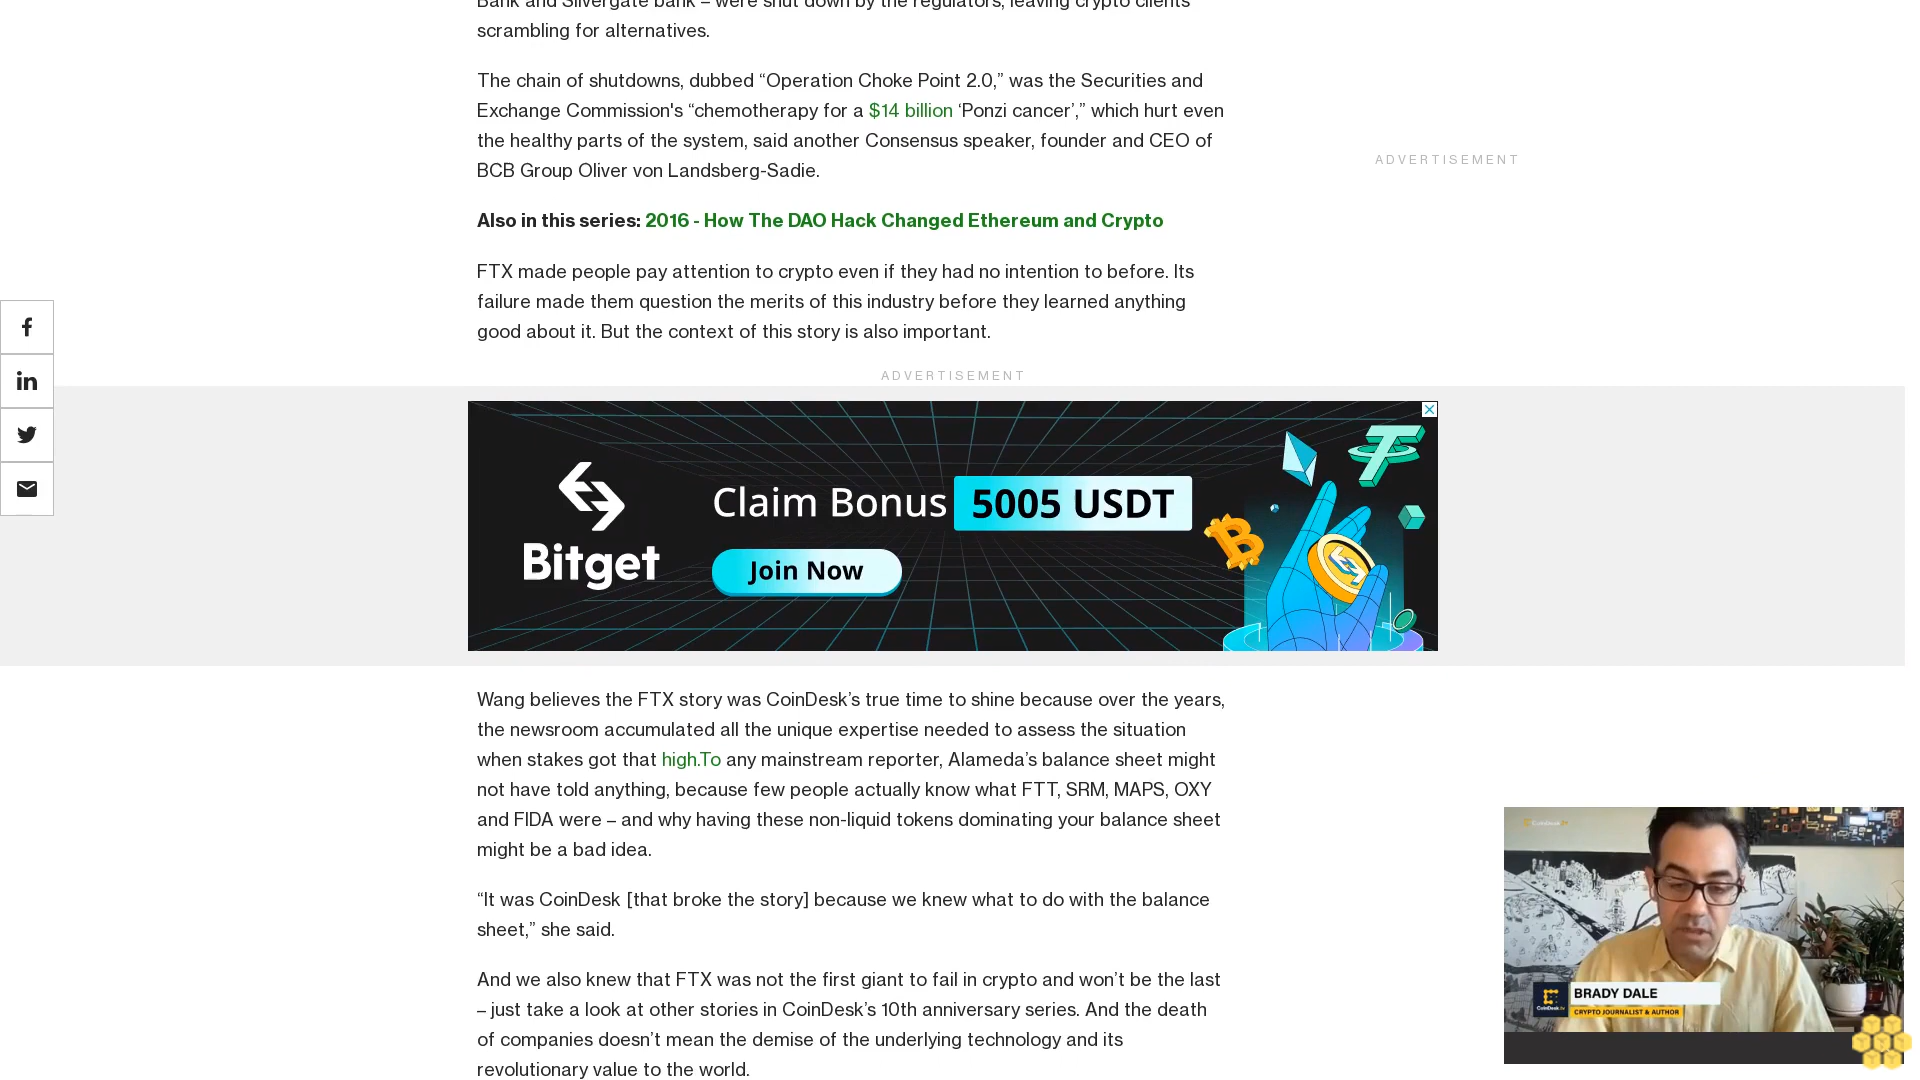 Bank and Silvergate bank – were shut down by the regulators, leaving crypto clients
scrambling for alternatives.
The chain of shutdowns, dubbed “Operation Choke Point 2.0,” was the Securities and
Exchange Commission's “chemotherapy for a $14 billion ‘Ponzi cancer’,” which hurt even
the healthy parts of the system, said another Consensus speaker, founder and CEO of
BCB Group Oliver von Landsberg-Sadie.
ADVERTISEMENT
Also in this series: 2016 - How The DAO Hack Changed Ethereum and Crypto
FTX made people pay attention to crypto even if they had no intention to before. Its
failure made them question the merits of this industry before they learned anything
good about it. But the context of this story is also important.
ADVERTISEMENT
Bitget
Claim Bonus 5005 USDT
Join Now
Wang believes the FTX story was CoinDesk’s true time to shine because over the years,
the newsroom accumulated all the unique expertise needed to assess the situation
when stakes got that high.To any mainstream reporter, Alameda’s balance sheet might
not have told anything, because few people actually know what FTT, SRM, MAPS, OXY
and FIDA were – and why having these non-liquid tokens dominating your balance sheet
might be a bad idea.
“It was CoinDesk [that broke the story] because we knew what to do with the balance
sheet,” she said.
And we also knew that FTX was not the first giant to fail in crypto and won’t be the last
– just take a look at other stories in CoinDesk’s 10th anniversary series. And the death
of companies doesn’t mean the demise of the underlying technology and its
revolutionary value to the world.
CoinDesk tv
CoinDesk tv
BRADY DALE
CRYPTO JOURNALIST & AUTHOR